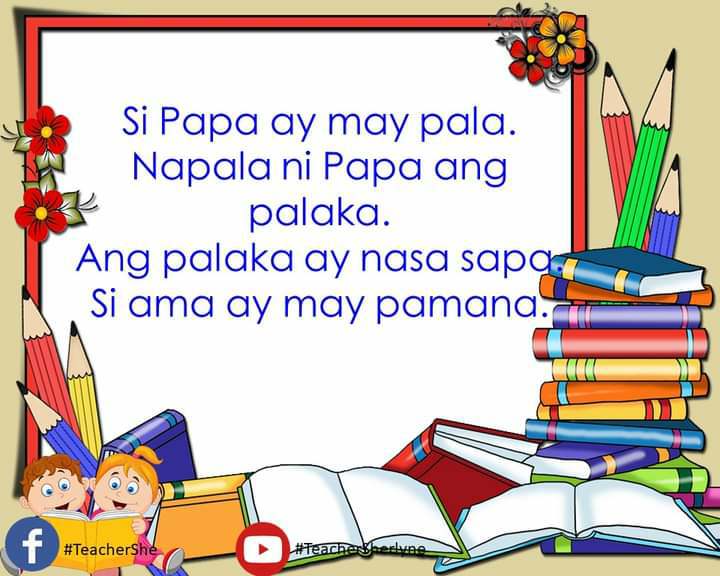 Si Papa ay may pala.
Napala ni Papa ang
palaka.
Ang palaka ay nasa sapa.
Si ama ay may pamana.
f #TeacherShe
#TeacherSherlyne